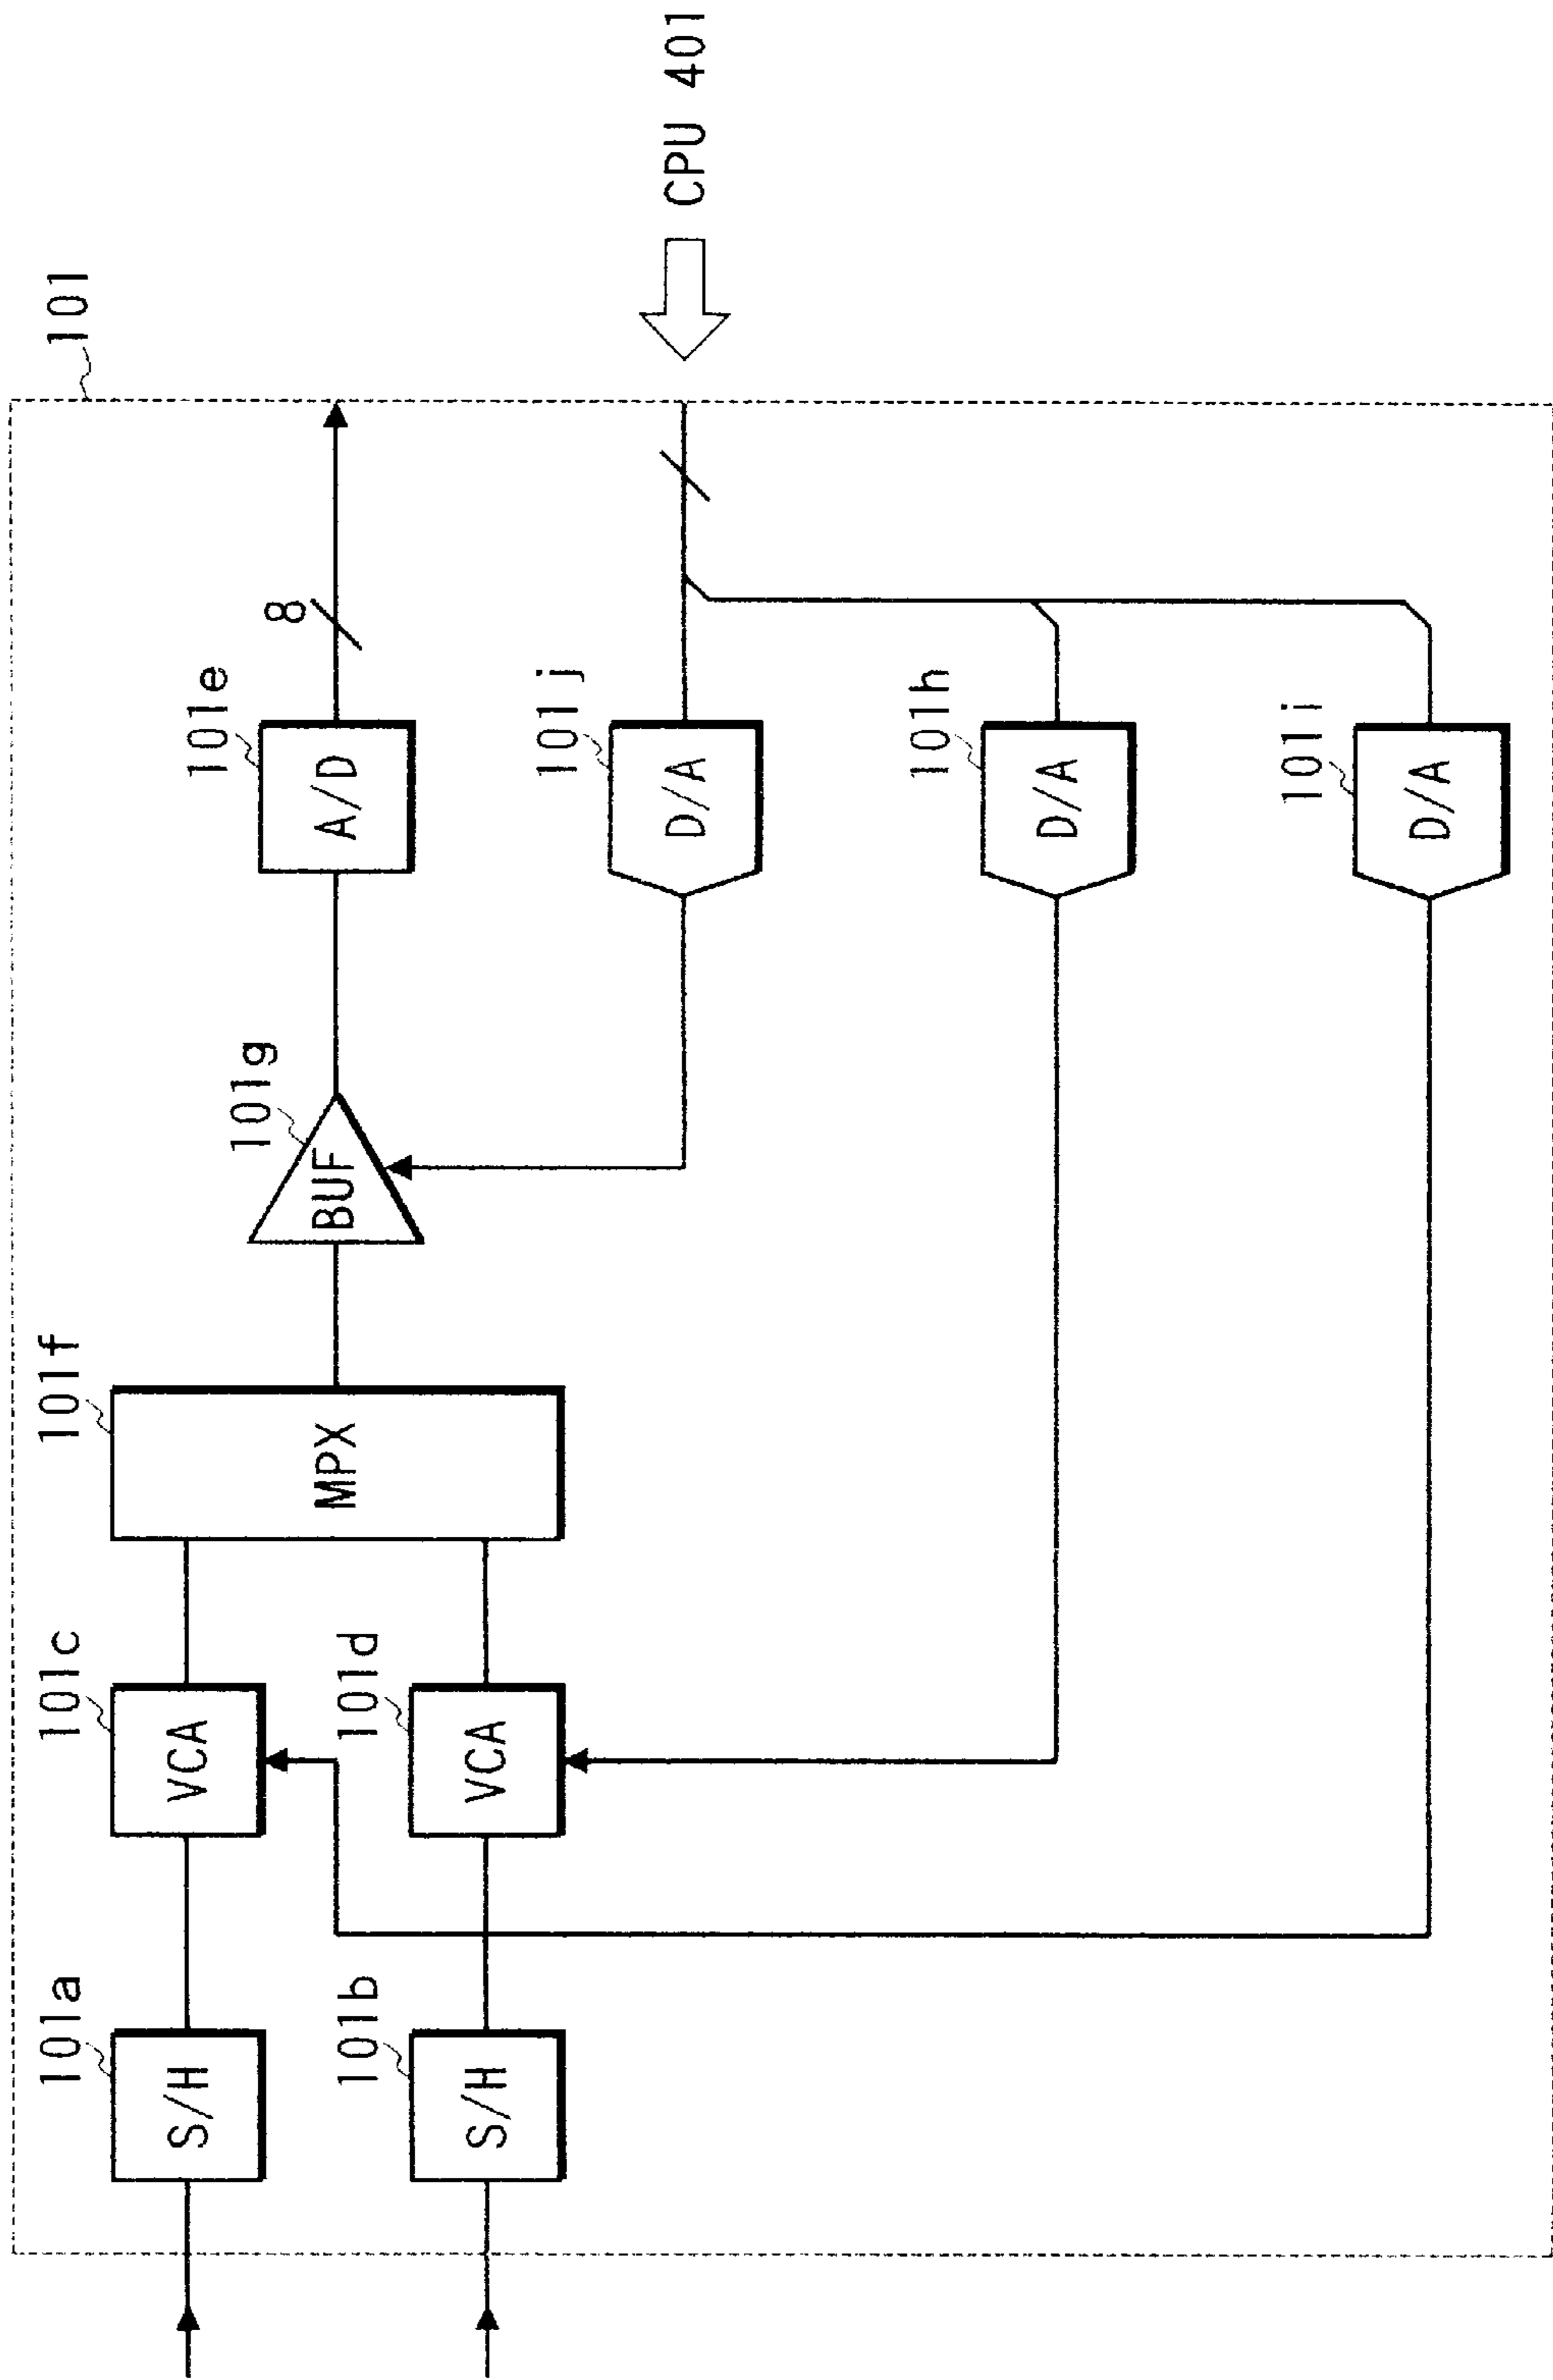 101
101a
S/H
101c
VCA
101f
MPX
101g
BUF
101e
A/D
8
101b
S/H
101d
VCA
101j
D/A
CPU 401
101h
D/A
101i
D/A